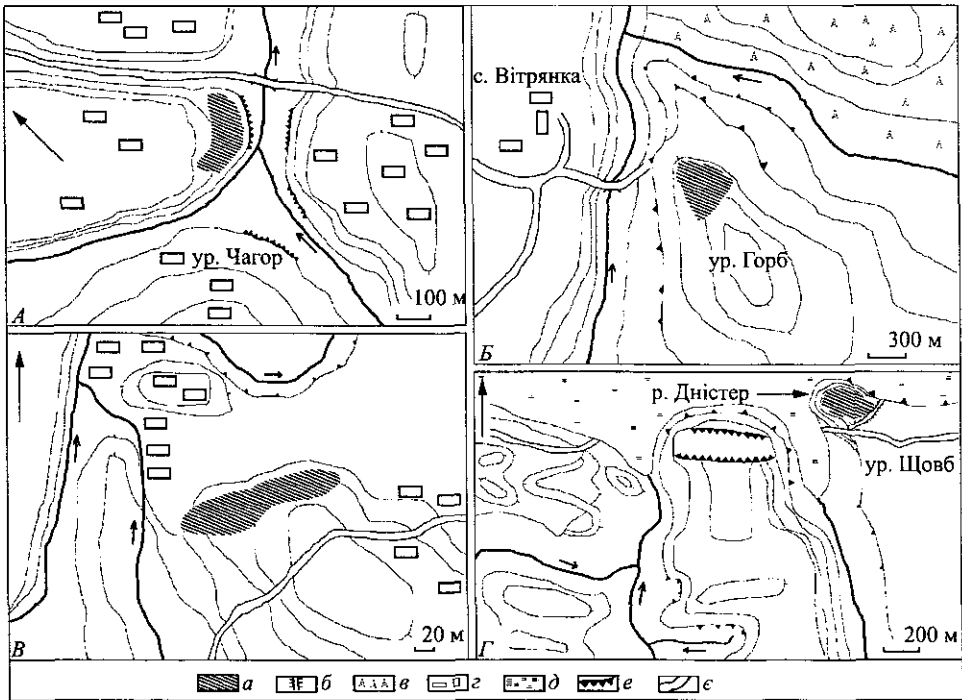 ур. Чагор
100 м
А
с. Вітрянка
ур. Горб
300 м
Б
20 м
В
р. Дністер
ур. Щовб
200 м
Г
а б в г д е є